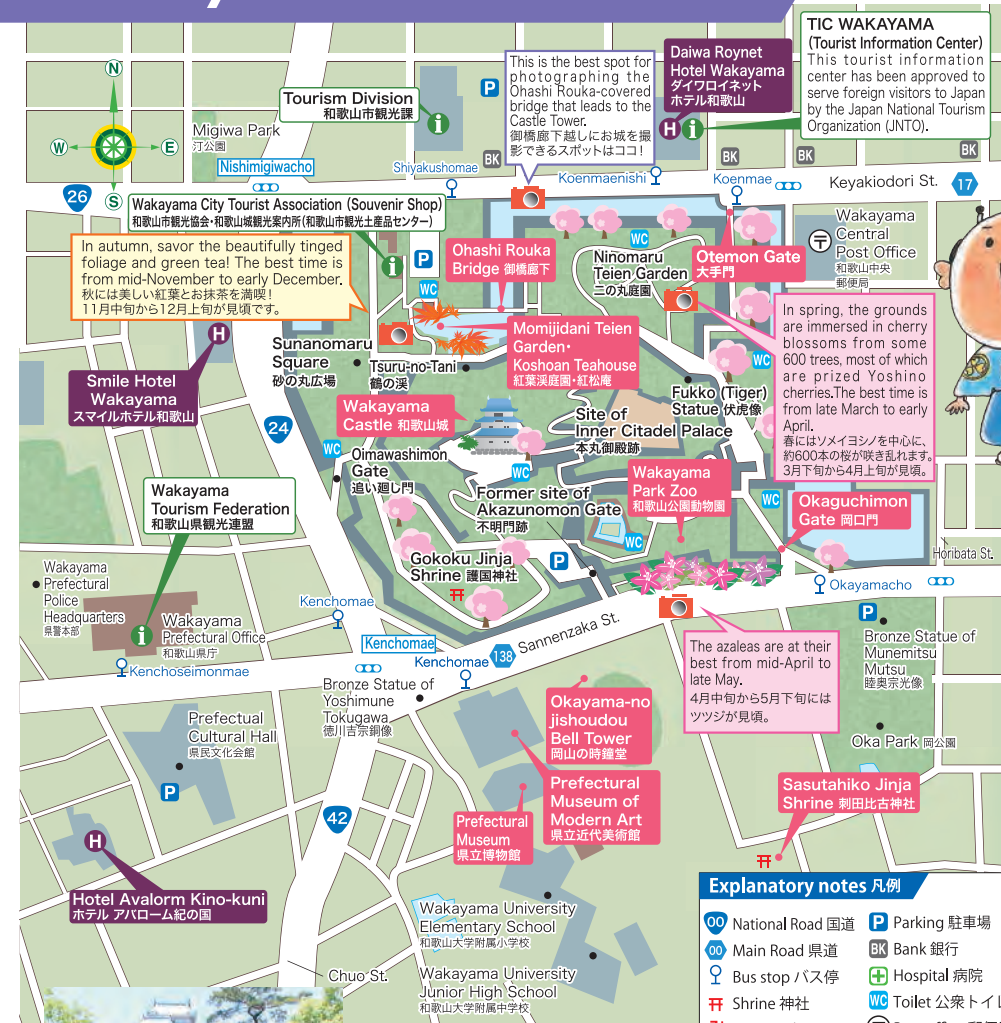 N
W
E
S
26
Migiwa Park
汀公園
Nishimigiwacho
Tourism Division
和歌山市観光課
P
BK
Shiyakushomae
This is the best spot for
photographing the
Ohashi Rouka-covered
bridge that leads to the
Castle Tower.
御橋廊下越しにお城を撮
影できるスポットはココ!
Koenmaenishi
Daiwa Roynet
Hotel Wakayama
ダイワロイネット
ホテル和歌山
H
TIC WAKAYAMA
(Tourist Information Center)
This tourist information
center has been approved to
serve foreign visitors to Japan
by the Japan National Tourism
Organization (JNTO).
BK
BK
BK
Koenmae
Keyakiodori St.
17
Wakayama City Tourist Association (Souvenir Shop)
和歌山市観光協会・和歌山城観光案内所(和歌山市観光土産品センター)
In autumn, savor the beautifully tinged
foliage and green tea! The best time is
from mid-November to early December.
秋には美しい紅葉とお抹茶を満喫!
11月中旬から12月上旬が見頃です。
P
WC
Ohashi Rouka
Bridge 御橋廊下
WC
Ninomaru
Teien Garden
二の丸庭園
Otemon Gate
大手門
Wakayama
Central
Post Office
和歌山中央
郵便局
In spring, the grounds
are immersed in cherry
blossoms from some
600 trees, most of which
are prized Yoshino
cherries.The best time is
from late March to early
April.
春にはソメイヨシノを中心に、
約600本の桜が咲き乱れます。
3月下旬から4月上旬が見頃。
H
Smile Hotel
Wakayama
スマイルホテル和歌山
24
Sunanomaru
Square
砂の丸広場
Tsuru-no-Tani
鶴の渓
Momijidani Teien
Garden・
Koshoan Teahouse
紅葉渓庭園・紅松庵
WC
Fukko (Tiger)
Statue 伏虎像
WC
Wakayama
Castle 和歌山城
Site of
Inner Citadel Palace
本丸御殿跡
WC
Oimawashimon
Gate
追い廻し門
WC
Former site of
Akazunomon Gate
不明門跡
Wakayama
Park Zoo
和歌山公園動物園
WC
WC
Okaguchimon
Gate 岡口門
Wakayama
Tourism Federation
和歌山県観光連盟
Gokoku Jinja
Shrine 護国神社
P
Horibata St.
Okayamacho
Wakayama
Prefectural
Police
Headquarters
県警本部
Wakayama
Prefectural Office
和歌山県庁
Kenchoseimonmae
Kenchomae
Kenchomae
Kenchomae
138
Sannenzaka St.
P
Bronze Statue of
Munemitsu
Mutsu
陸奥宗光像
The azaleas are at their
best from mid-April to
late May.
4月中旬から5月下旬には
ツツジが見頃。
Bronze Statue of
Yoshimune
Tokugawa
徳川吉宗銅像
Okayama-no
jishoudou
Bell Tower
岡山の時鐘堂
Oka Park 岡公園
Prefectual
Cultural Hall
県民文化会館
P
Prefectural
Museum of
Modern Art
県立近代美術館
Prefectural
Museum
県立博物館
Sasutahiko Jinja
Shrine 刺田比古神社
42
H
Hotel Avalorm Kino-kuni
ホテル アバローム紀の国
Wakayama University
Elementary School
和歌山大学附属小学校
Chuo St.
Wakayama University
Junior High School
和歌山大学附属中学校
Explanatory notes 凡例
00 National Road 国道
P Parking 駐車場
00 Main Road 県道
BK Bank 銀行
Bus stop バス停
Hospital 病院
Shrine 神社
WC Toilet 公衆トイレ